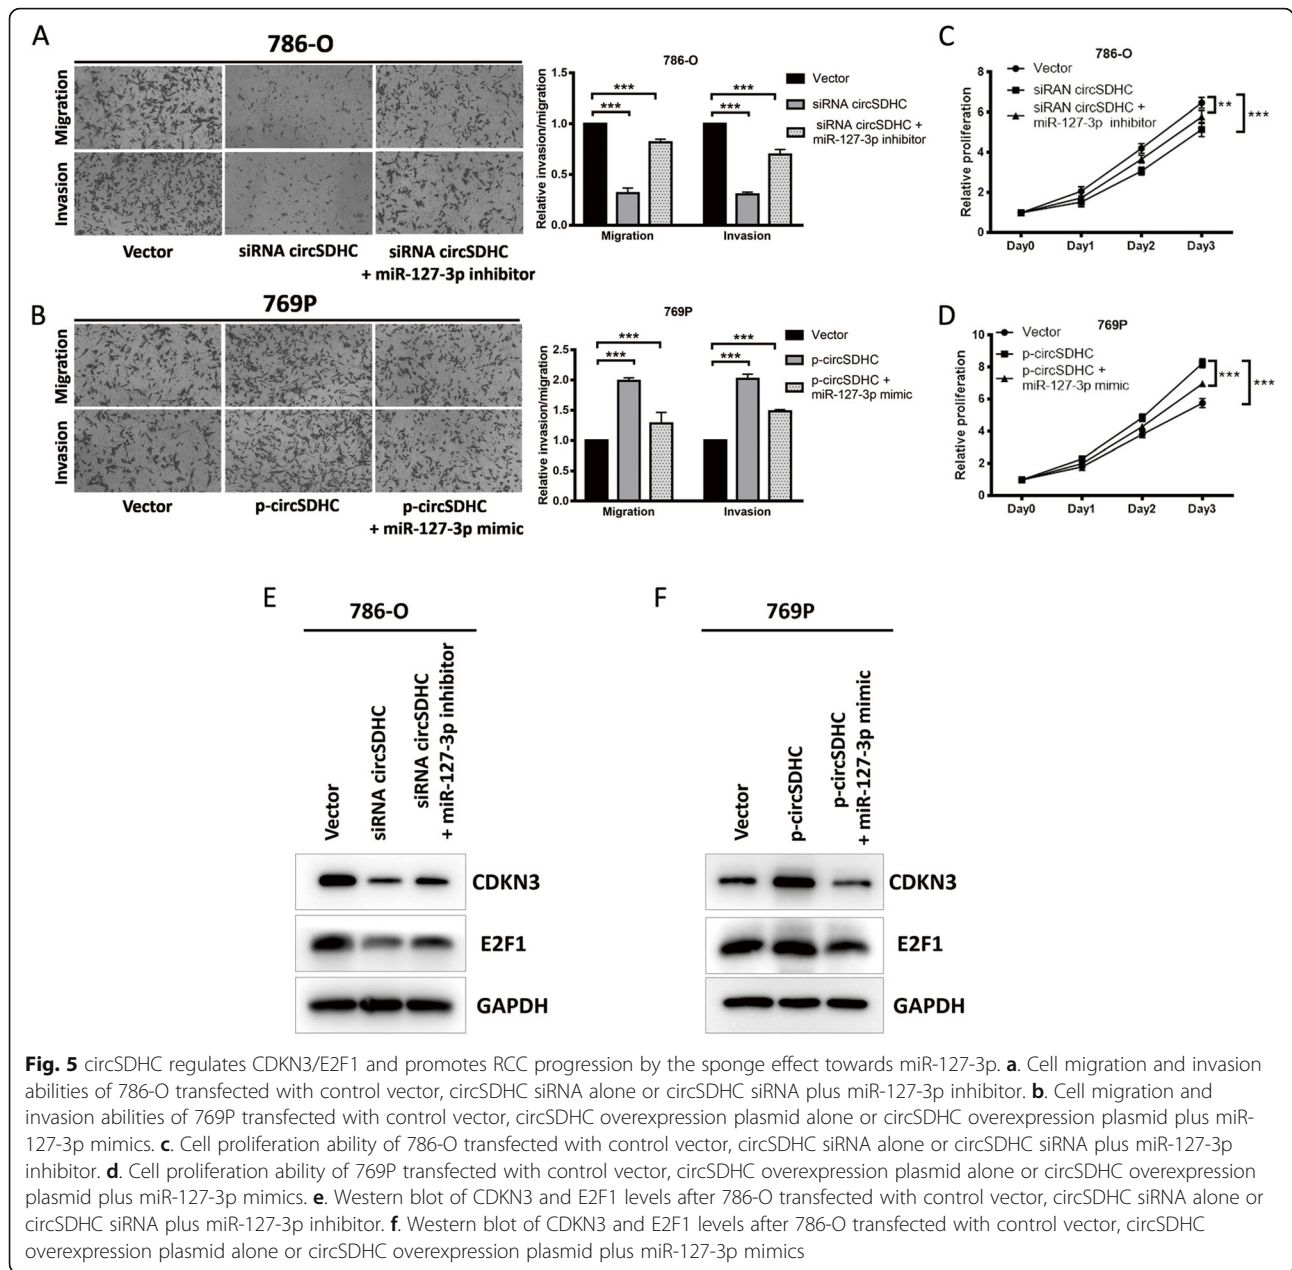 A
786-O
Migration
Invasion
Vector
siRNA circSDHC
siRNA circSDHC
+ miR-127-3p inhibitor
786-O
Relative invasion/migration
1.5
1.0
0.5
0.0
***
***
***
***
Migration
Invasion
Vector
siRNA circSDHC
siRNA circSDHC +
miR-127-3p inhibitor
C
786-O
Relative proliferation
8
6
4
2
0
Vector
siRAN circSDHC
siRAN circSDHC +
miR-127-3p inhibitor
**
***
Day0
Day1
Day2
Day3
B
769P
Migration
Invasion
Vector
p-circSDHC
p-circSDHC
+ miR-127-3p mimic
769P
Relative invasion/migration
2.5
2.0
1.5
1.0
0.5
0.0
***
***
***
***
Migration
Invasion
Vector
p-circSDHC
p-circSDHC +
miR-127-3p mimic
D
769P
Relative proliferation
10
8
6
4
2
0
Vector
p-circSDHC
p-circSDHC +
miR-127-3p mimic
***
***
Day0
Day1
Day2
Day3
E
786-O
Vector
siRNA circSDHC
siRNA circSDHC
+ miR-127-3p inhibitor
CDKN3
E2F1
GAPDH
F
769P
Vector
p-circSDHC
p-circSDHC
+ miR-127-3p mimic
CDKN3
E2F1
GAPDH
Fig. 5 circSDHC regulates CDKN3/E2F1 and promotes RCC progression by the sponge effect towards miR-127-3p. a. Cell migration and invasion
abilities of 786-O transfected with control vector, circSDHC siRNA alone or circSDHC siRNA plus miR-127-3p inhibitor. b. Cell migration and
invasion abilities of 769P transfected with control vector, circSDHC overexpression plasmid alone or circSDHC overexpression plasmid plus miR-
127-3p mimics. c. Cell proliferation ability of 786-O transfected with control vector, circSDHC siRNA alone or circSDHC siRNA plus miR-127-3p
inhibitor. d. Cell proliferation ability of 769P transfected with control vector, circSDHC overexpression plasmid alone or circSDHC overexpression
plasmid plus miR-127-3p mimics. e. Western blot of CDKN3 and E2F1 levels after 786-O transfected with control vector, circSDHC siRNA alone or
circSDHC siRNA plus miR-127-3p inhibitor. f. Western blot of CDKN3 and E2F1 levels after 786-O transfected with control vector, circSDHC
overexpression plasmid alone or circSDHC overexpression plasmid plus miR-127-3p mimics